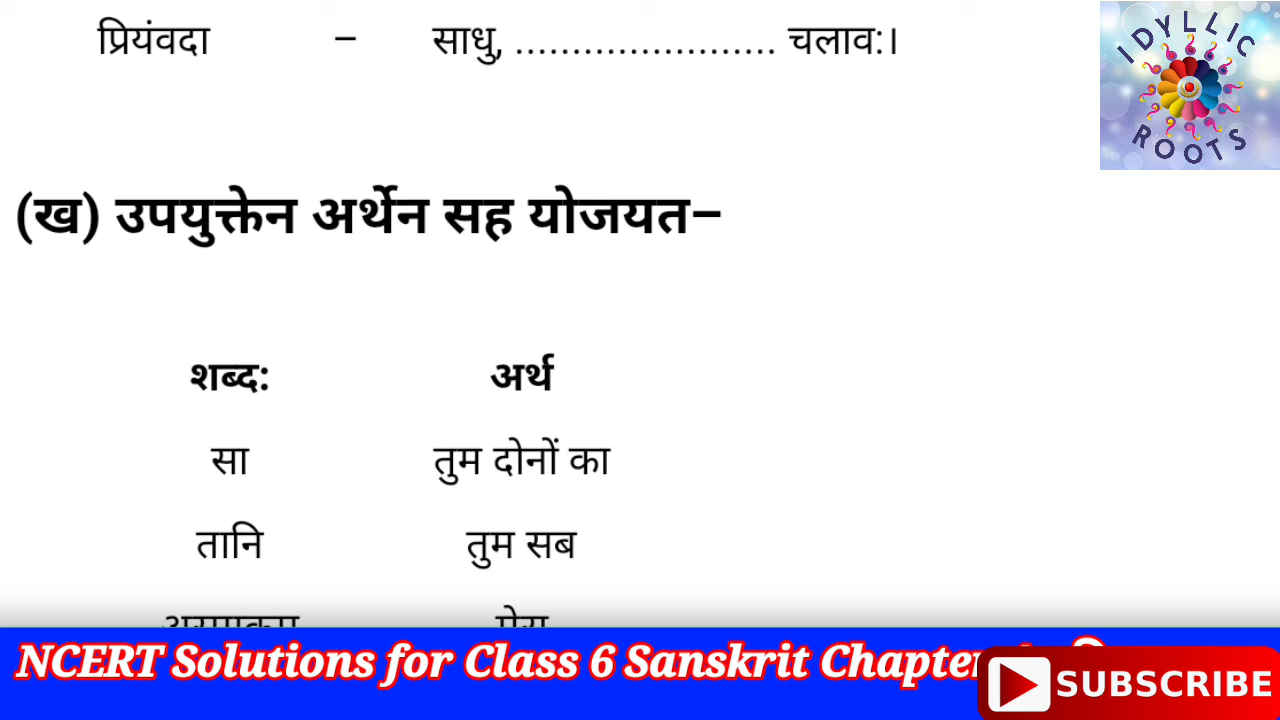 प्रियंवदा – साधु, ....................... चलाव:।
IDYLLIC
ROOTS
(ख) उपयुक्तेन अर्थेन सह योजयत–
शब्द: अर्थ
सा तुम दोनों का
तानि तुम सब
NCERT Solutions for Class 6 Sanskrit Chapter
SUBSCRIBE